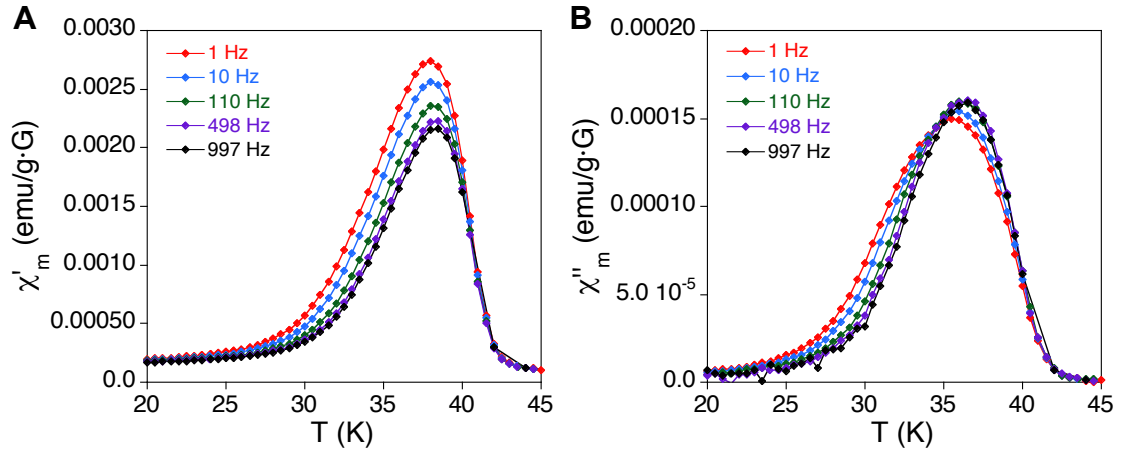 A
0.0030
0.0025
0.0020
0.0015
0.0010
0.00050
0.0
20 25 30 35 40 45
T (K)
χ'm (emu/g·G)
1 Hz
10 Hz
110 Hz
498 Hz
997 Hz
B
0.00020
0.00015
0.00010
5.0 10⁻⁵
0.0
20 25 30 35 40 45
T (K)
χ"m (emu/g·G)
1 Hz
10 Hz
110 Hz
498 Hz
997 Hz